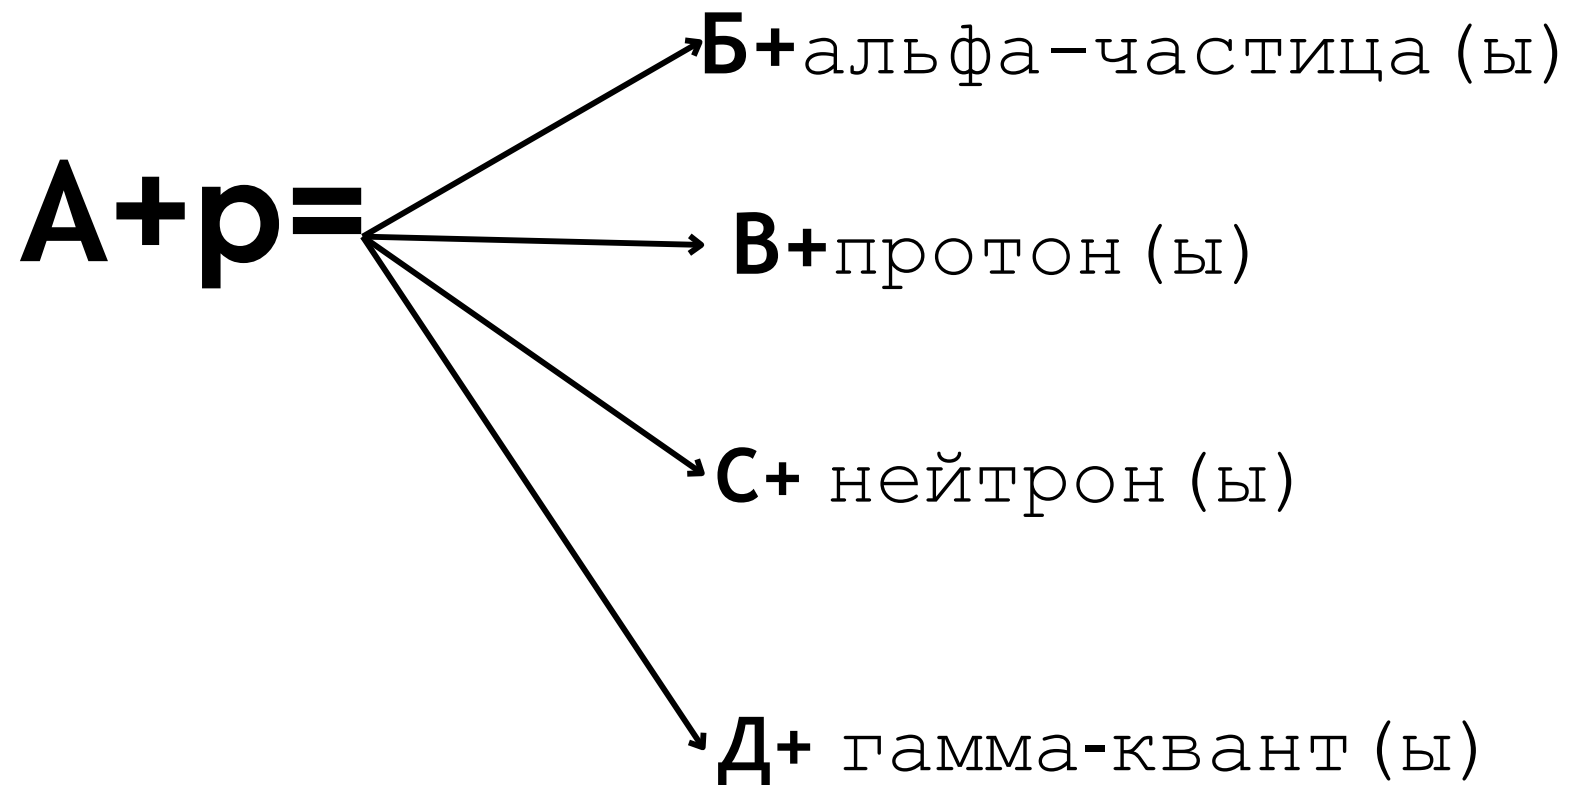 Б+альфа-частица(ы)
А+р=
В+протон(ы)
С+ нейтрон(ы)
Д+ гамма-квант(ы)